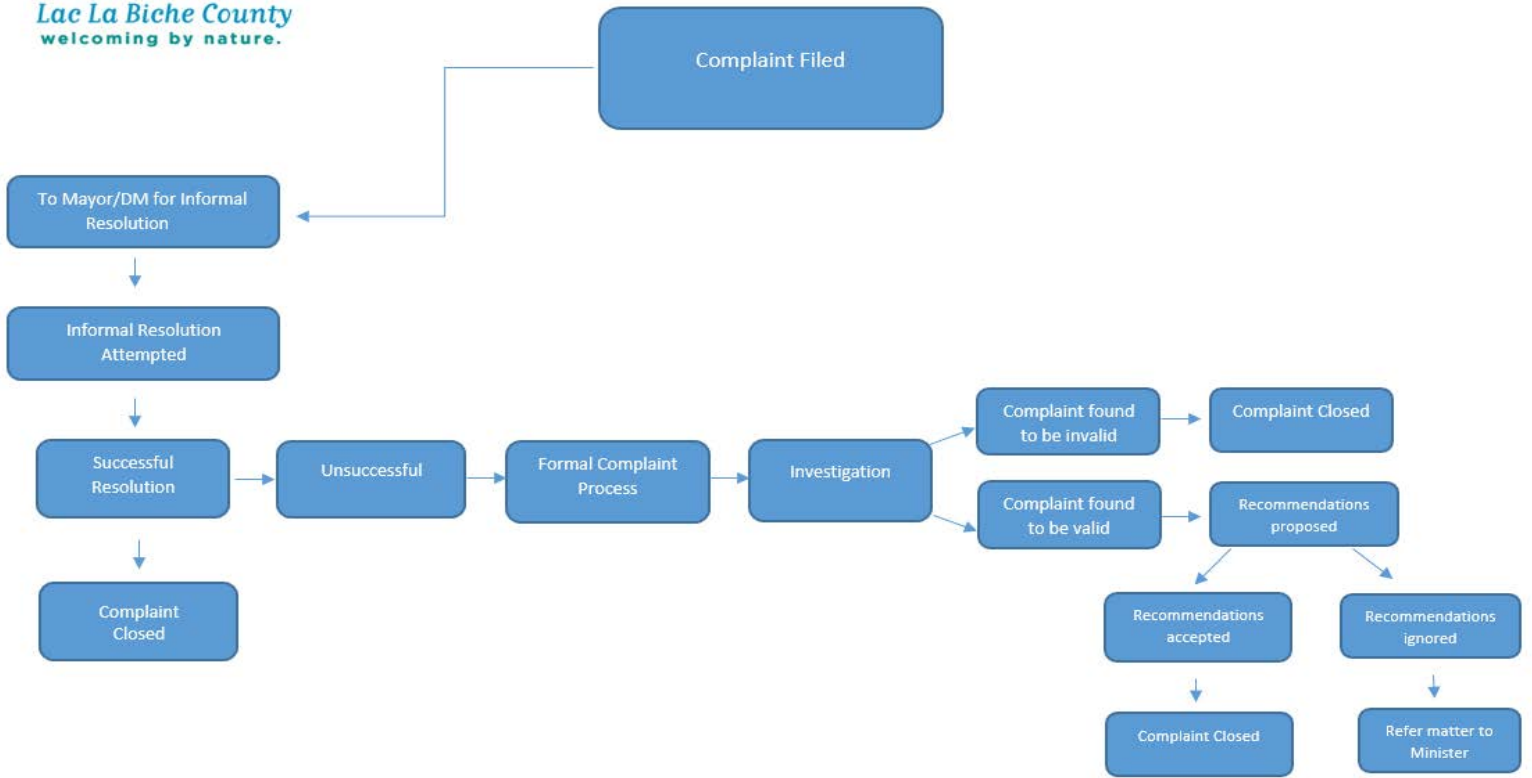 Lac La Biche County
welcoming by nature.
Complaint Filed
To Mayor/DM for Informal
Resolution
Informal Resolution
Attempted
Successful
Resolution
Unsuccessful
Formal Complaint
Process
Investigation
Complaint found
to be invalid
Complaint Closed
Complaint found
to be valid
Recommendations
proposed
Complaint
Closed
Recommendations
accepted
Recommendations
ignored
Complaint Closed
Refer matter to
Minister